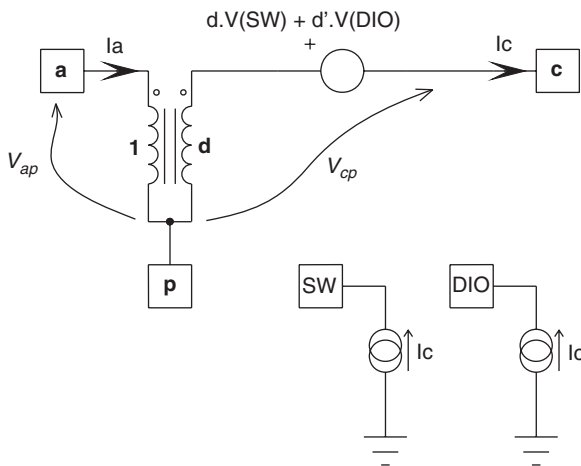 d.V(SW) + d'.V(DIO)
+
Ia
Ic
a
c
1
d
Vap
Vcp
p
SW
DIO
Ic
Ic